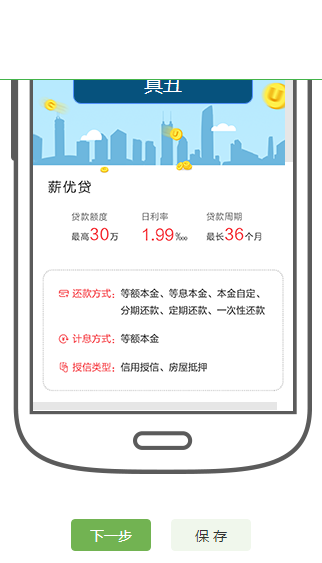 真丑
薪优贷
贷款额度 日利率 贷款周期
最高30万 1.99‱ 最长36个月
还款方式：等额本金、等息本金、本金自定、
分期还款、定期还款、一次性还款
计息方式：等额本金
授信类型：信用授信、房屋抵押
下一步 保 存